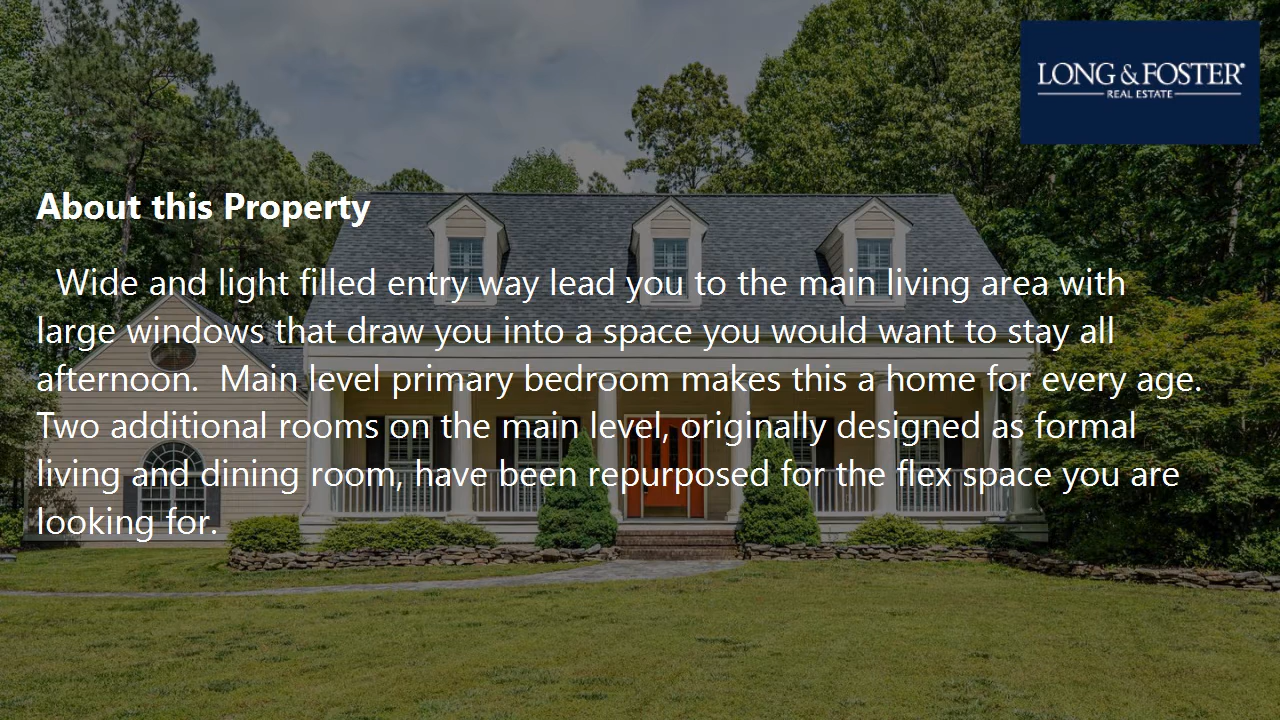 LONG & FOSTER®
REAL ESTATE
About this Property
Wide and light filled entry way lead you to the main living area with
large windows that draw you into a space you would want to stay all
afternoon.  Main level primary bedroom makes this a home for every age.
Two additional rooms on the main level, originally designed as formal
living and dining room, have been repurposed for the flex space you are
looking for.